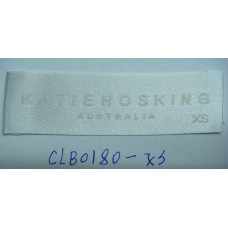 KATIEHOSKING
AUSTRALIA
XS
CLB0180-XS